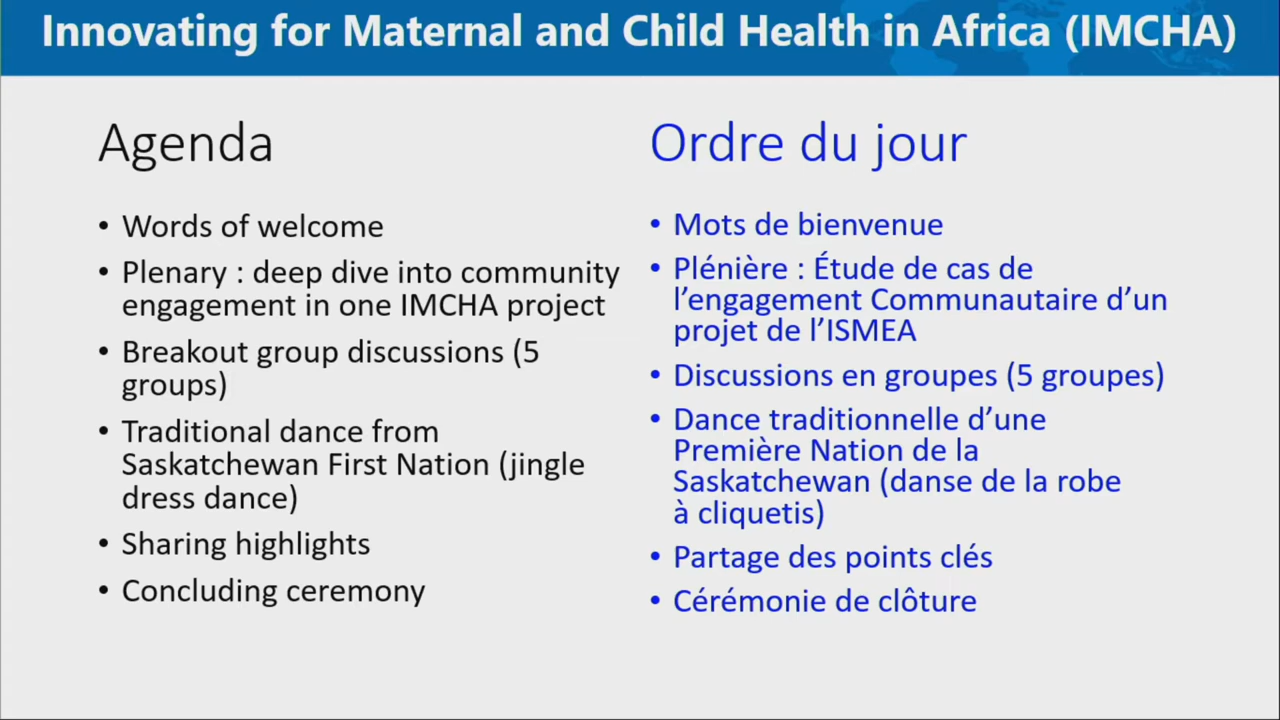 Innovating for Maternal and Child Health in Africa (IMCHA)
Agenda
• Words of welcome
• Plenary : deep dive into community
engagement in one IMCHA project
• Breakout group discussions (5
groups)
• Traditional dance from
Saskatchewan First Nation (jingle
dress dance)
• Sharing highlights
• Concluding ceremony
Ordre du jour
• Mots de bienvenue
• Plénière : Étude de cas de
l’engagement Communautaire d’un
projet de l’ISMEA
• Discussions en groupes (5 groupes)
• Dance traditionnelle d’une
Première Nation de la
Saskatchewan (danse de la robe
à cliquetis)
• Partage des points clés
• Cérémonie de clôture